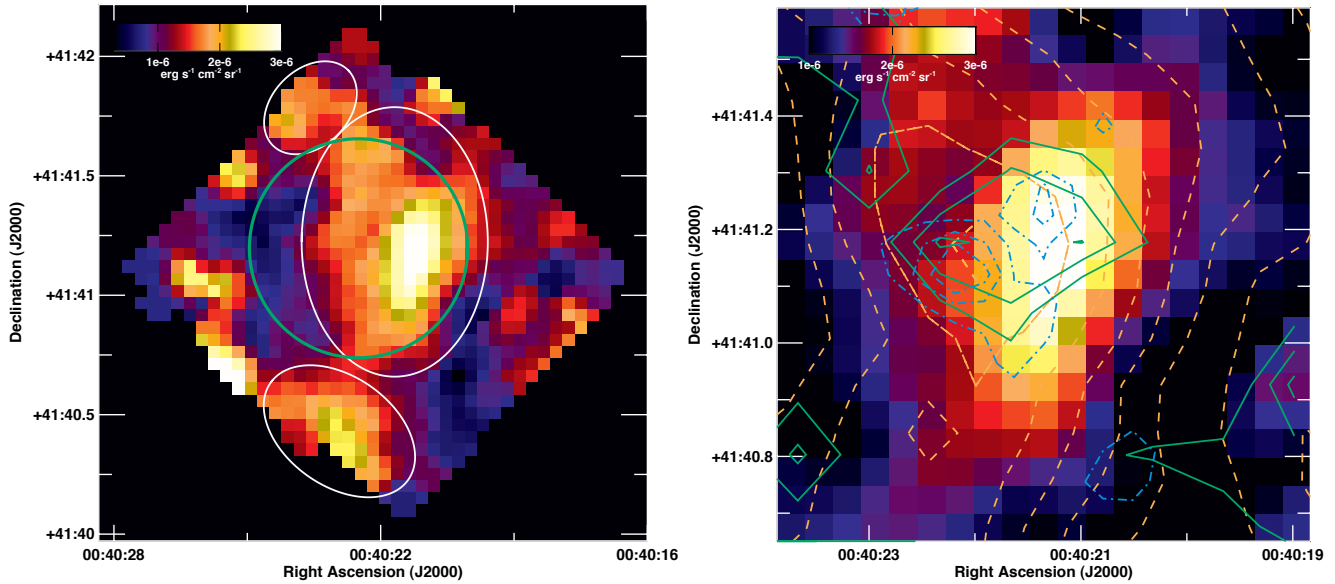 1e-6 2e-6 3e-6
erg s⁻¹ cm⁻² sr⁻¹
+41:42
+41:41.5
+41:41
+41:40.5
+41:40
Declination (J2000)
00:40:28 00:40:22 00:40:16
Right Ascension (J2000)
1e-6 2e-6 3e-6
erg s⁻¹ cm⁻² sr⁻¹
+41:41.4
+41:41.2
+41:41.0
+41:40.8
Declination (J2000)
00:40:23 00:40:21 00:40:19
Right Ascension (J2000)